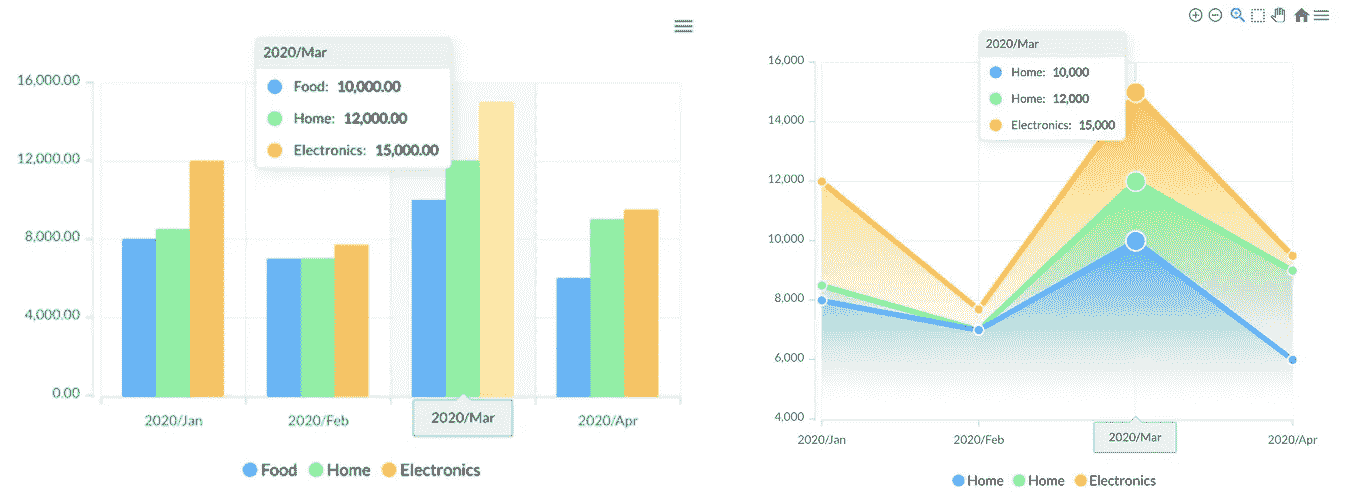 2020/Mar
Food: 10,000.00
Home: 12,000.00
Electronics: 15,000.00
16,000.00
12,000.00
8,000.00
4,000.00
0.00
2020/Jan
2020/Feb
2020/Mar
2020/Apr
Food Home Electronics
2020/Mar
Home: 10,000
Home: 12,000
Electronics: 15,000
16,000
14,000
12,000
10,000
8,000
6,000
4,000
2020/Jan
2020/Feb
2020/Mar
2020/Apr
Home Home Electronics